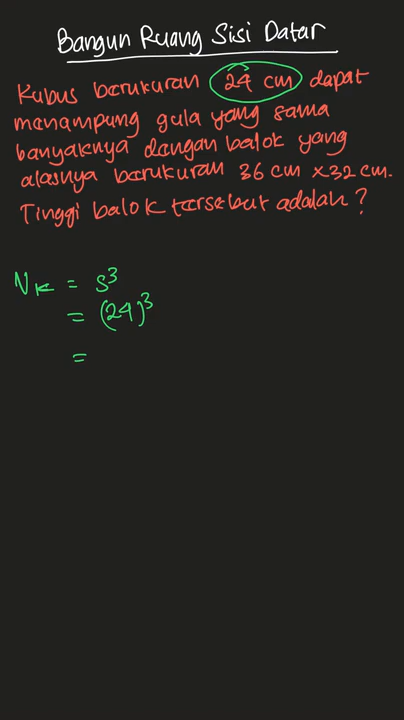 Bangun Ruang Sisi Datar
Kubus berukuran 24 cm dapat
menampung gula yang sama
banyaknya dengan balok yang
alasnya berukuran 36 cm x 32 cm.
Tinggi balok tersebut adalah ?
VK = s³
= (24)³
=